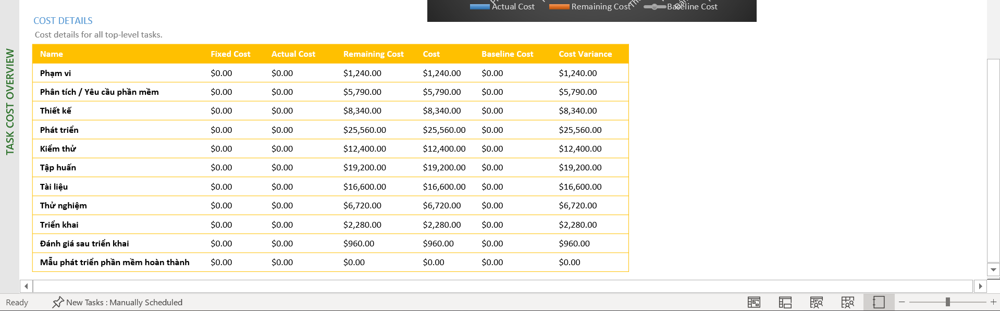 Actual Cost Remaining Cost Baseline Cost
COST DETAILS
Cost details for all top-level tasks.
TASK COST OVERVIEW
Name Fixed Cost Actual Cost Remaining Cost Cost Baseline Cost Cost Variance
Phạm vi $0.00 $0.00 $1,240.00 $1,240.00 $0.00 $1,240.00
Phân tích / Yêu cầu phần mềm $0.00 $0.00 $5,790.00 $5,790.00 $0.00 $5,790.00
Thiết kế $0.00 $0.00 $8,340.00 $8,340.00 $0.00 $8,340.00
Phát triển $0.00 $0.00 $25,560.00 $25,560.00 $0.00 $25,560.00
Kiểm thử $0.00 $0.00 $12,400.00 $12,400.00 $0.00 $12,400.00
Tập huấn $0.00 $0.00 $19,200.00 $19,200.00 $0.00 $19,200.00
Tài liệu $0.00 $0.00 $16,600.00 $16,600.00 $0.00 $16,600.00
Thử nghiệm $0.00 $0.00 $6,720.00 $6,720.00 $0.00 $6,720.00
Triển khai $0.00 $0.00 $2,280.00 $2,280.00 $0.00 $2,280.00
Đánh giá sau triển khai $0.00 $0.00 $960.00 $960.00 $0.00 $960.00
Mẫu phát triển phần mềm hoàn thành $0.00 $0.00 $0.00 $0.00 $0.00 $0.00
Ready New Tasks : Manually Scheduled